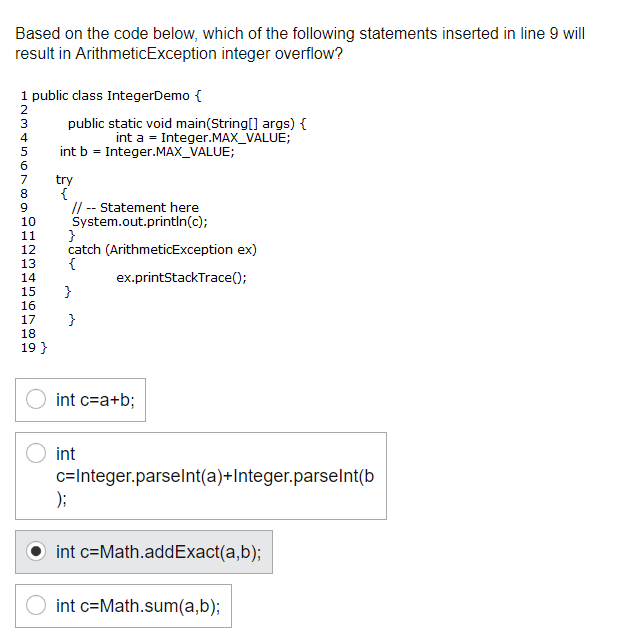 Based on the code below, which of the following statements inserted in line 9 will
result in ArithmeticException integer overflow?
1 public class IntegerDemo {
2
3 public static void main(String[] args) {
4 int a = Integer.MAX_VALUE;
5 int b = Integer.MAX_VALUE;
6
7 try
8 {
9 // -- Statement here
10 System.out.println(c);
11 }
12 catch (ArithmeticException ex)
13 {
14 ex.printStackTrace();
15 }
16
17 }
18
19 }
int c=a+b;
int
c=Integer.parseInt(a)+Integer.parseInt(b
);
int c=Math.addExact(a,b);
int c=Math.sum(a,b);